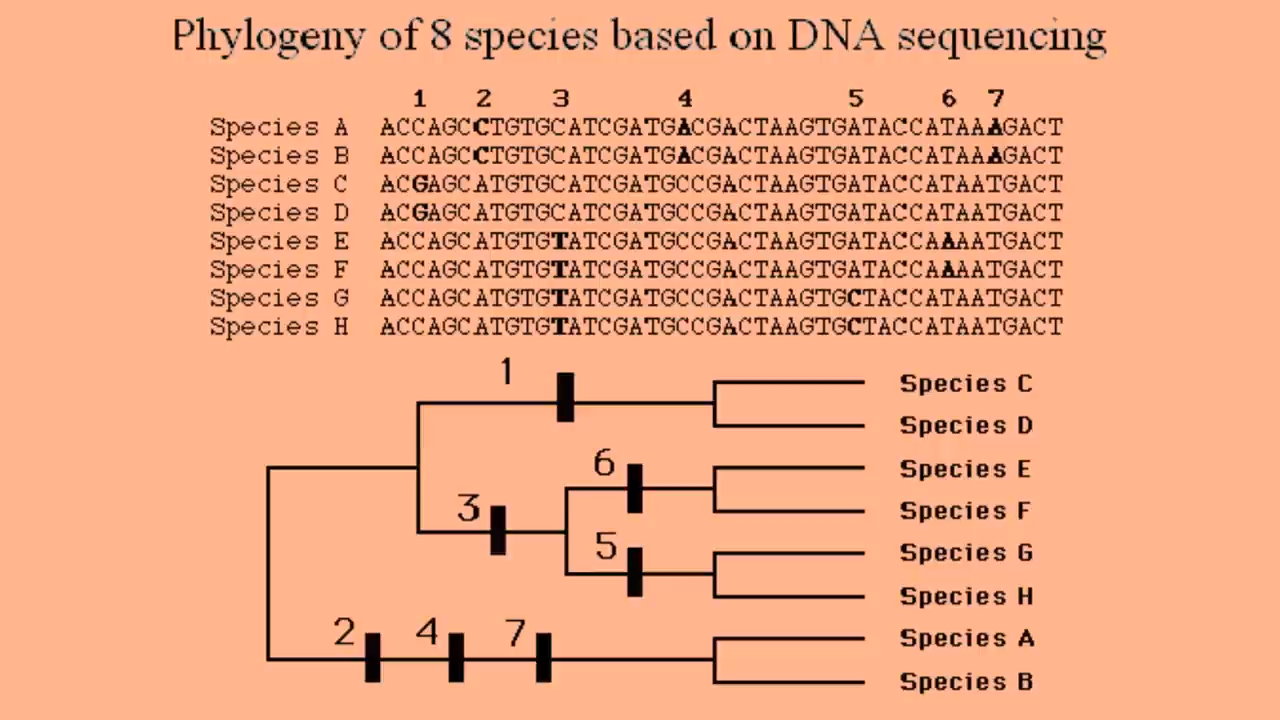 Phylogeny of 8 species based on DNA sequencing
1 2 3 4 5 6 7
Species A ACCAGCCTGTGCATCGATGACGACTAAGTGATACCATAAAGACT
Species B ACCAGCCTGTGCATCGATGACGACTAAGTGATACCATAAAGACT
Species C ACGAGCATGTGCATCGATGCCGACTAAGTGATACCATAATGACT
Species D ACGAGCATGTGCATCGATGCCGACTAAGTGATACCATAATGACT
Species E ACCAGCATGTGTATCGATGCCGACTAAGTGATACCAAAATGACT
Species F ACCAGCATGTGTATCGATGCCGACTAAGTGATACCAAAATGACT
Species G ACCAGCATGTGTATCGATGCCGACTAAGTGCTACCATAATGACT
Species H ACCAGCATGTGTATCGATGCCGACTAAGTGCTACCATAATGACT
1
Species C
Species D
6
Species E
3
Species F
5
Species G
Species H
2 4 7
Species A
Species B